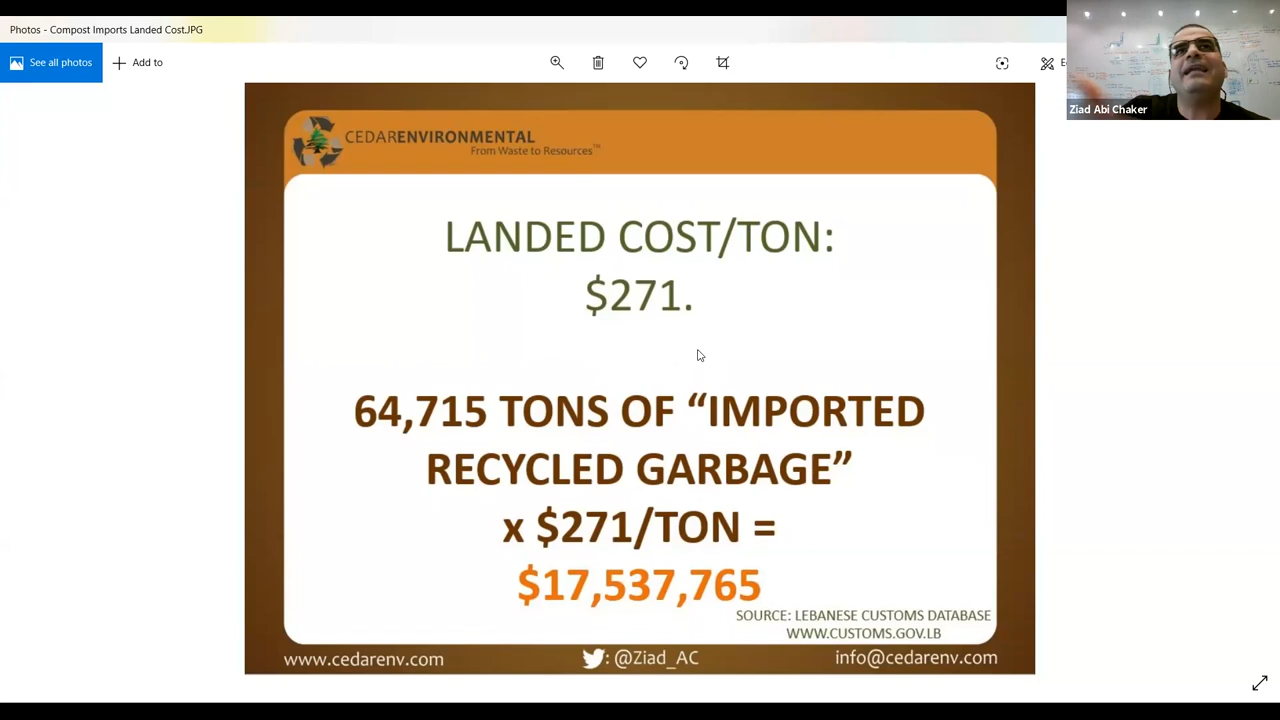 Photos - Compost Imports Landed Cost.JPG
See all photos
Add to
Ziad Abi Chaker
CEDARENVIRONMENTAL
From Waste to Resources™
LANDED COST/TON:
$271.
64,715 TONS OF “IMPORTED
RECYCLED GARBAGE”
x $271/TON =
$17,537,765
SOURCE: LEBANESE CUSTOMS DATABASE
WWW.CUSTOMS.GOV.LB
www.cedarenv.com
: @Ziad_AC
info@cedarenv.com